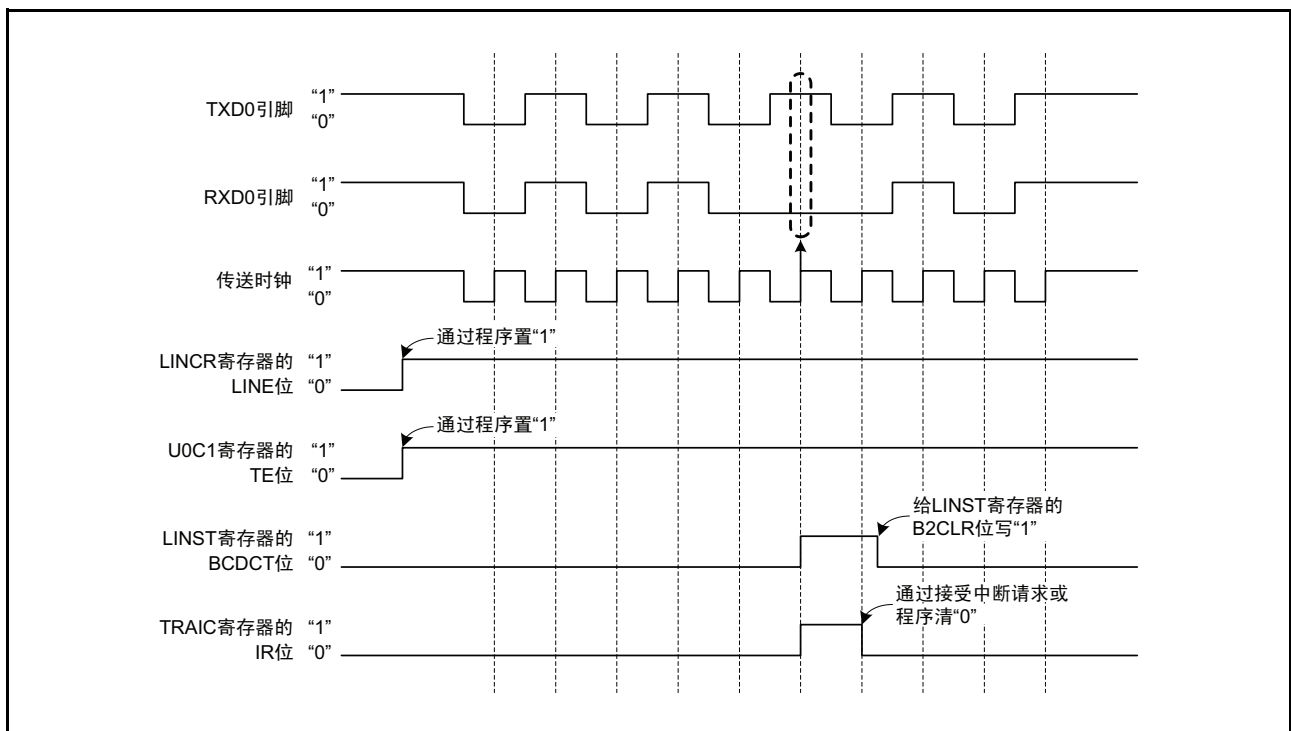 TXD0引脚 “1”
“0”
RXD0引脚 “1”
“0”
传送时钟 “1”
“0”
通过程序置“1”
LINCR寄存器的 “1”
LINE位 “0”
通过程序置“1”
U0C1寄存器的 “1”
TE位 “0”
给LINST寄存器的
B2CLR位写“1”
LINST寄存器的 “1”
BCDCT位 “0”
通过接受中断请求或
程序清“0”
TRAIC寄存器的 “1”
IR位 “0”